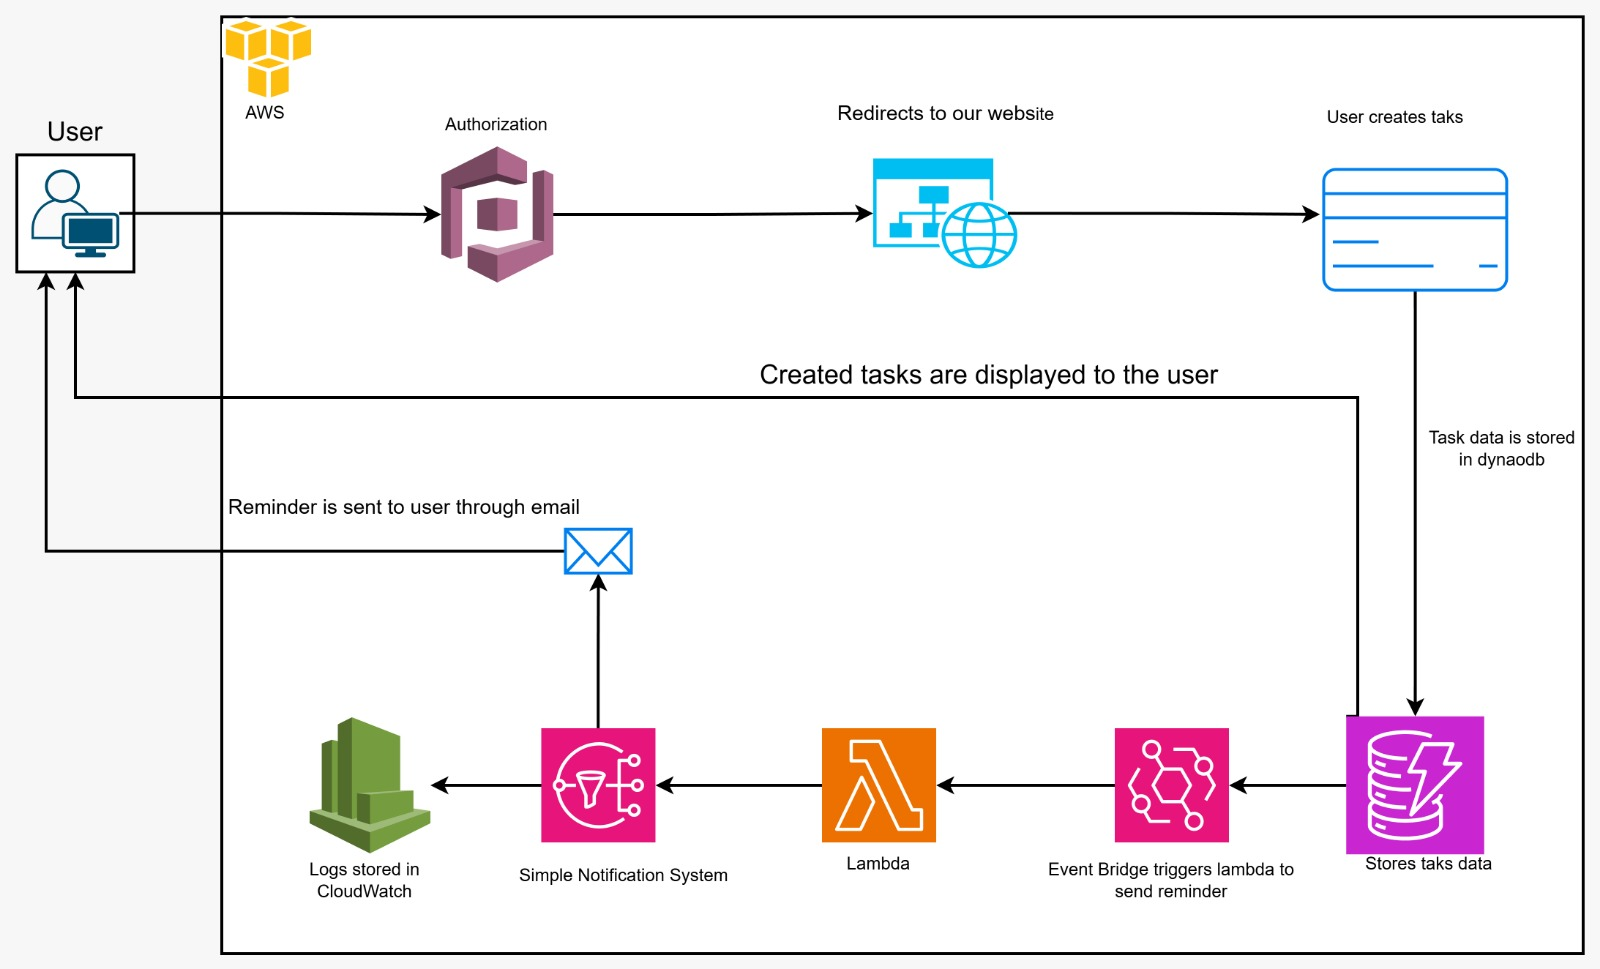 AWS
User
Authorization
Redirects to our website
User creates taks
Created tasks are displayed to the user
Task data is stored
in dynaodb
Reminder is sent to user through email
Logs stored in
CloudWatch
Simple Notification System
Lambda
Event Bridge triggers lambda to
send reminder
Stores taks data